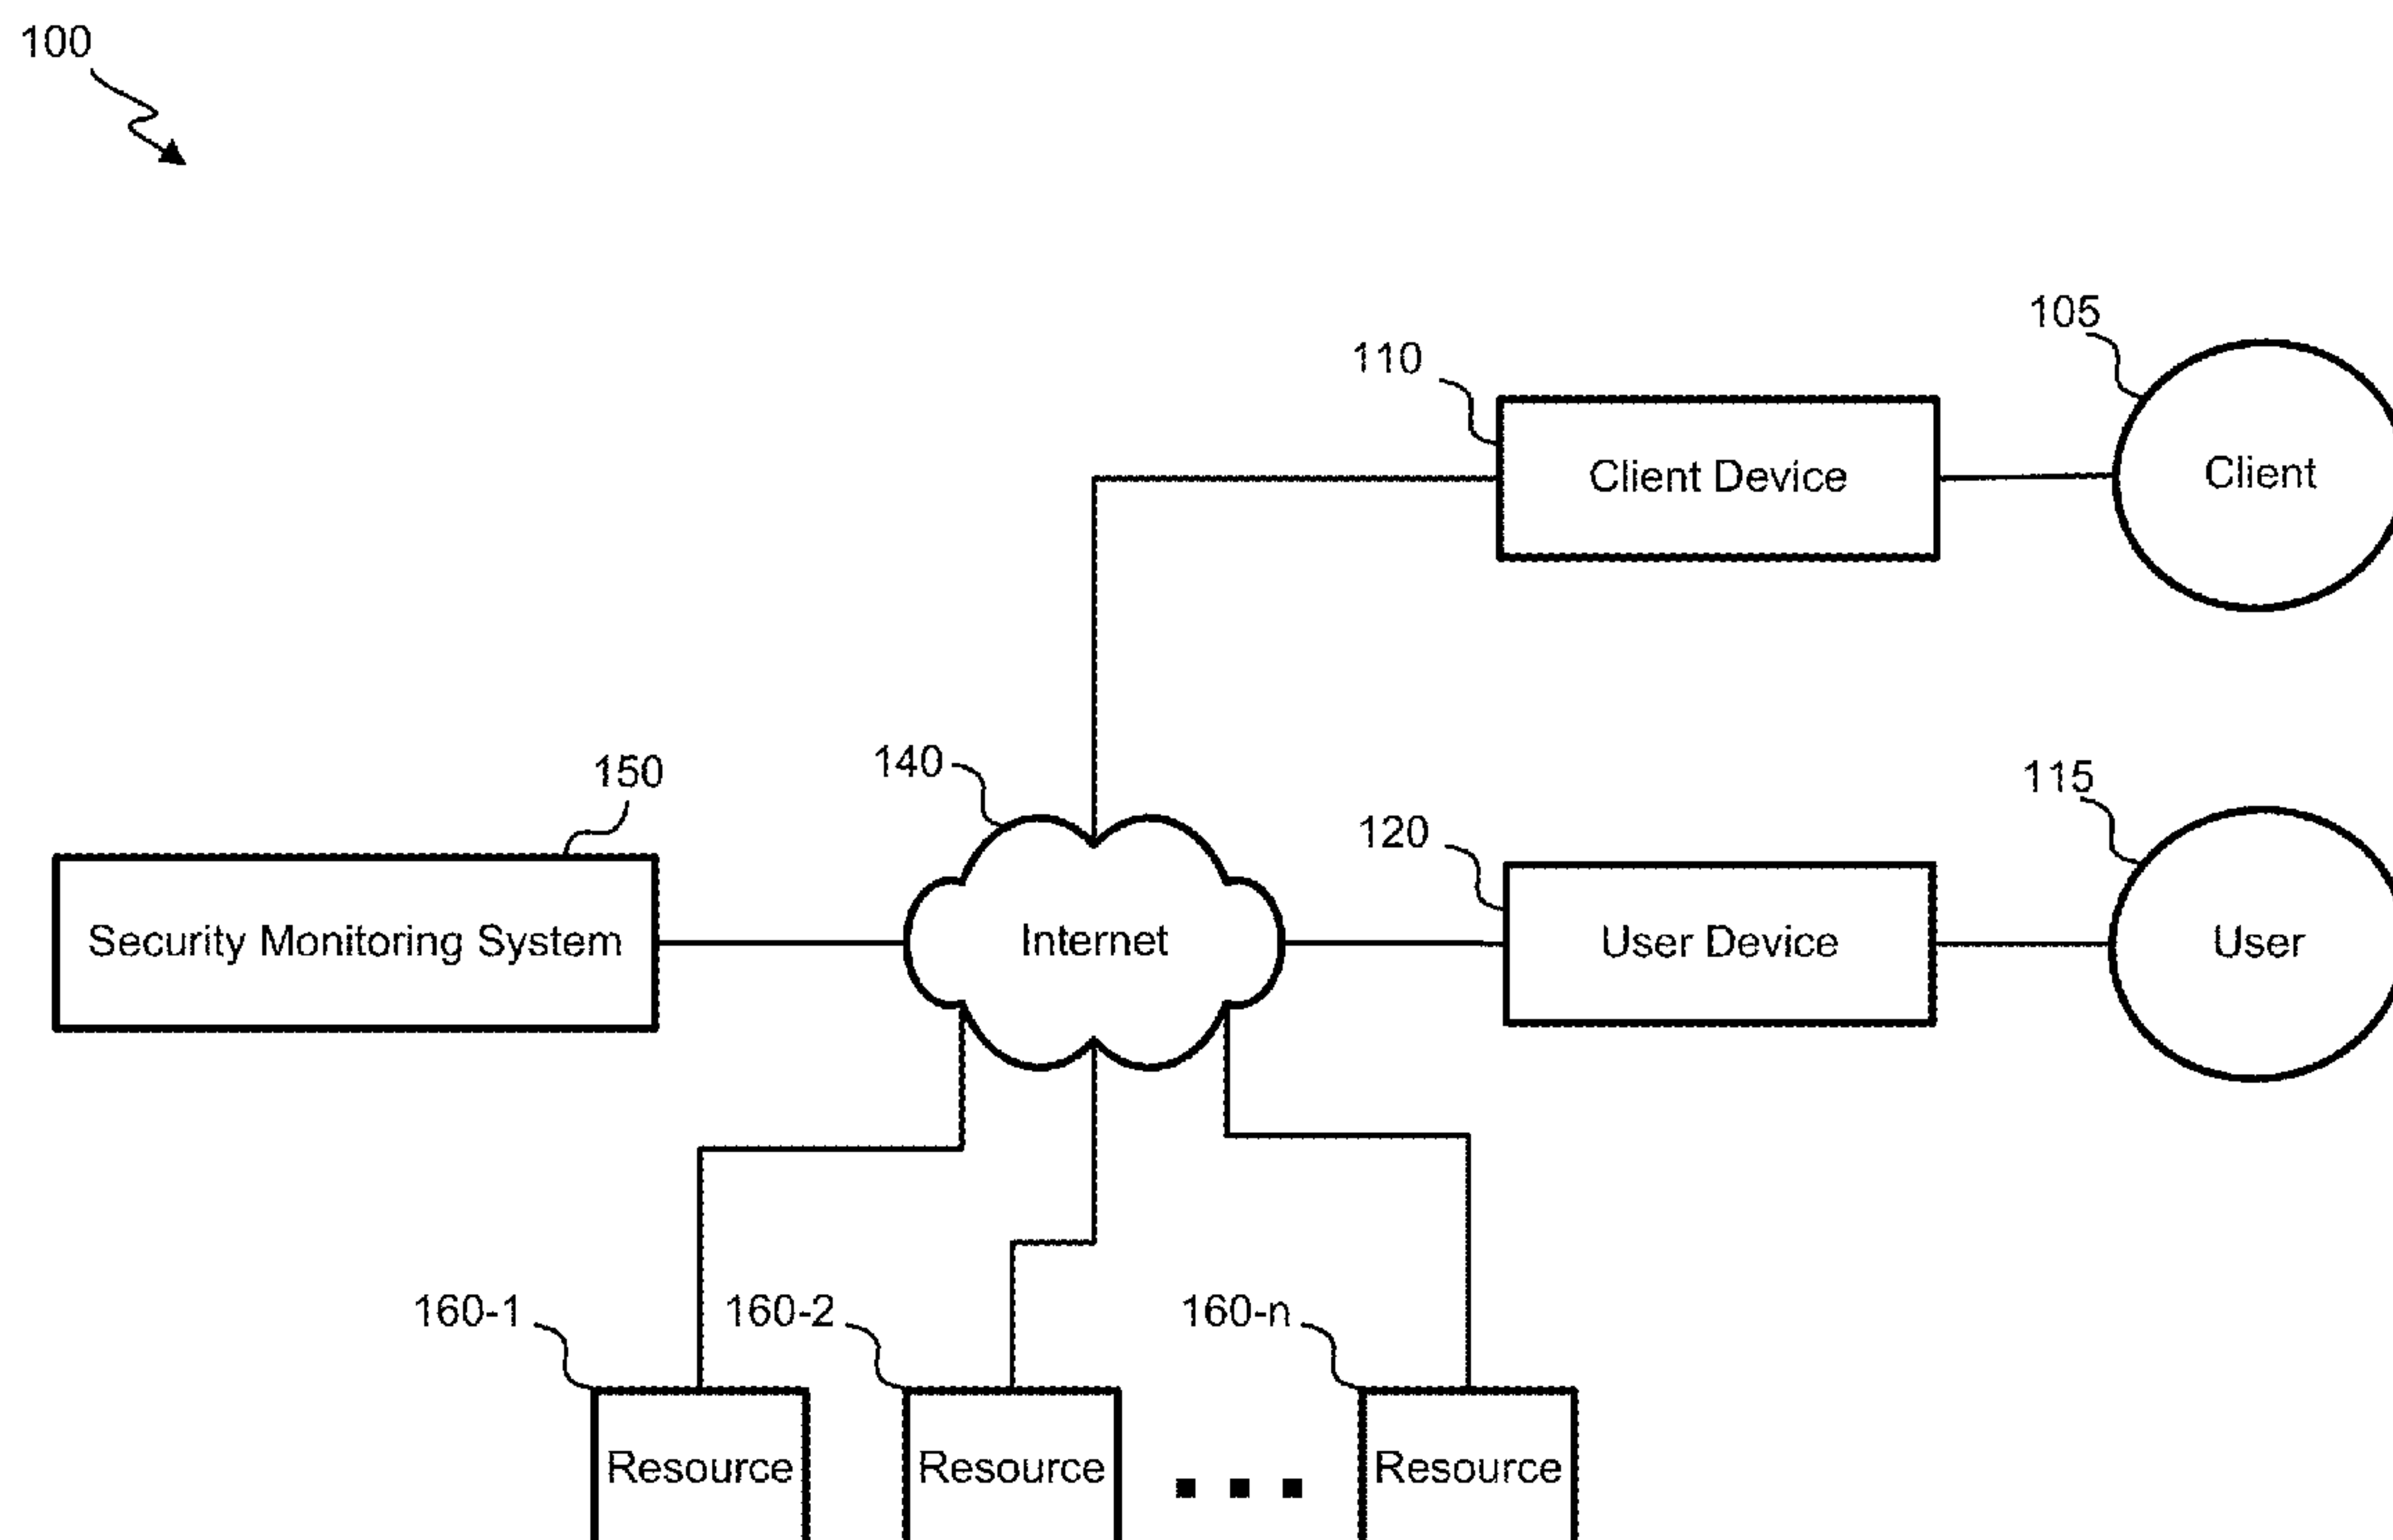 100
105
110
Client Device
Client
150
140
115
120
Security Monitoring System
Internet
User Device
User
160-1
160-2
160-n
Resource
Resource
Resource